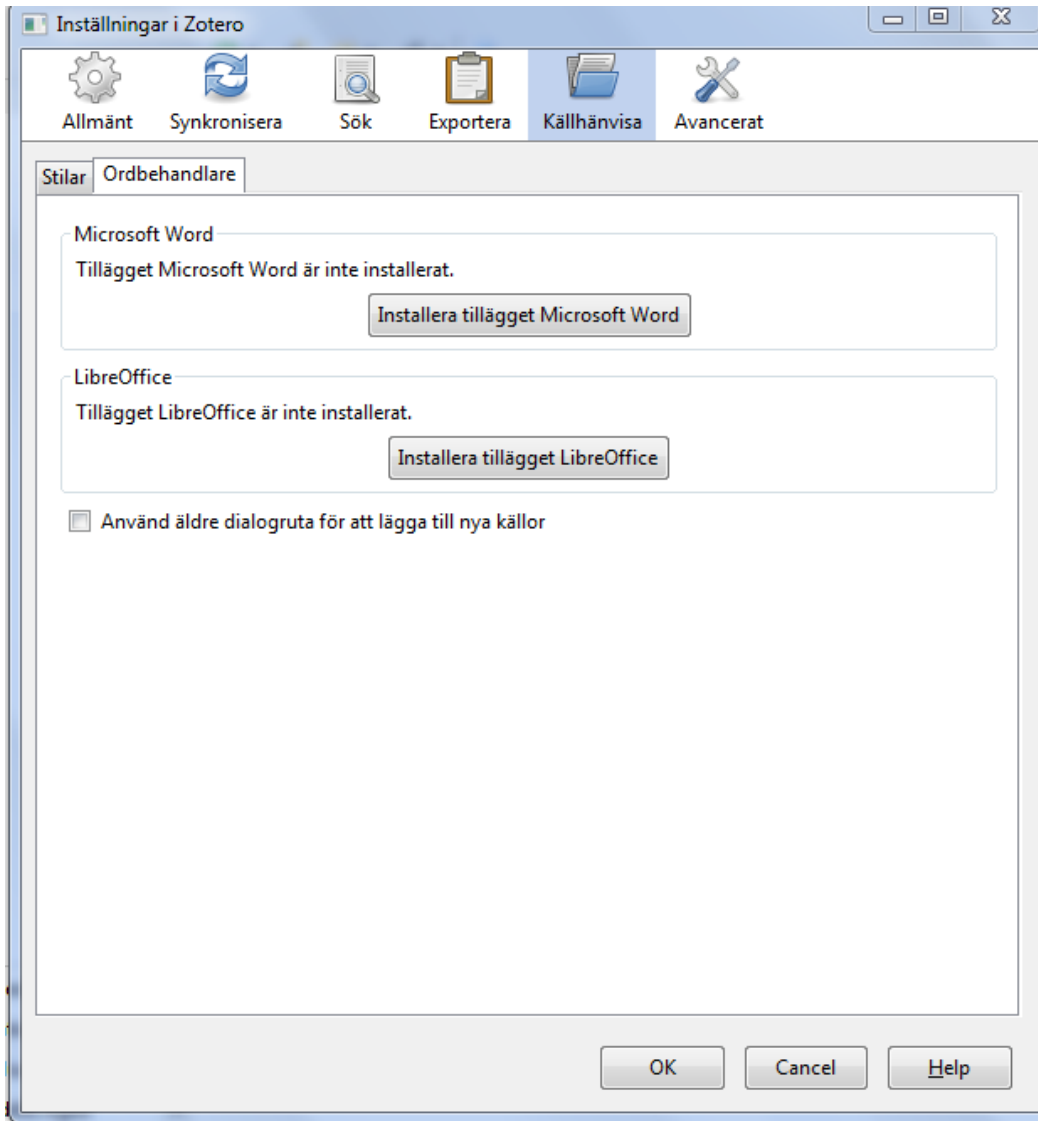 Inställningar i Zotero
Allmänt Synkronisera Sök Exportera Källhänvisa Avancerat
Stilar Ordbehandlare
Microsoft Word
Tillägget Microsoft Word är inte installerat.
Installera tillägget Microsoft Word
LibreOffice
Tillägget LibreOffice är inte installerat.
Installera tillägget LibreOffice
Använd äldre dialogruta för att lägga till nya källor
OK Cancel Help